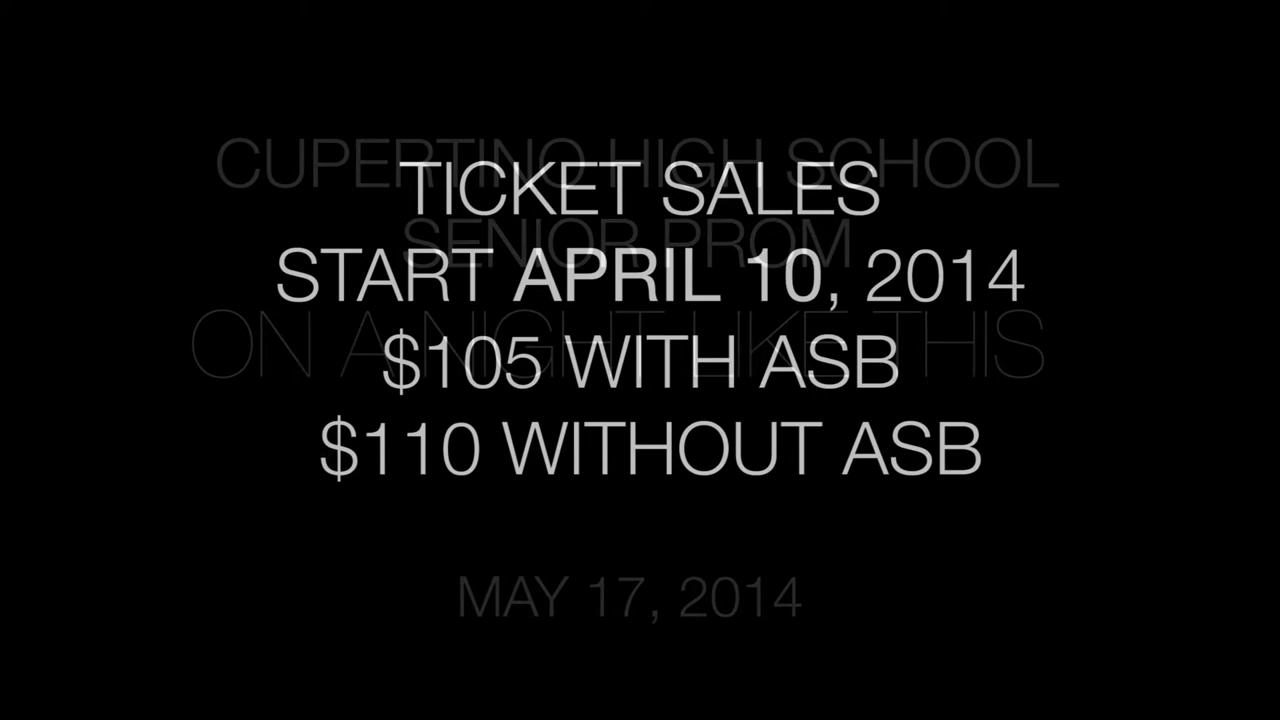 CUPERTINO HIGH SCHOOL
TICKET SALES
SENIOR PROM
START APRIL 10, 2014
ON A NIGHT LIKE THIS
$105 WITH ASB
$110 WITHOUT ASB
MAY 17, 2014